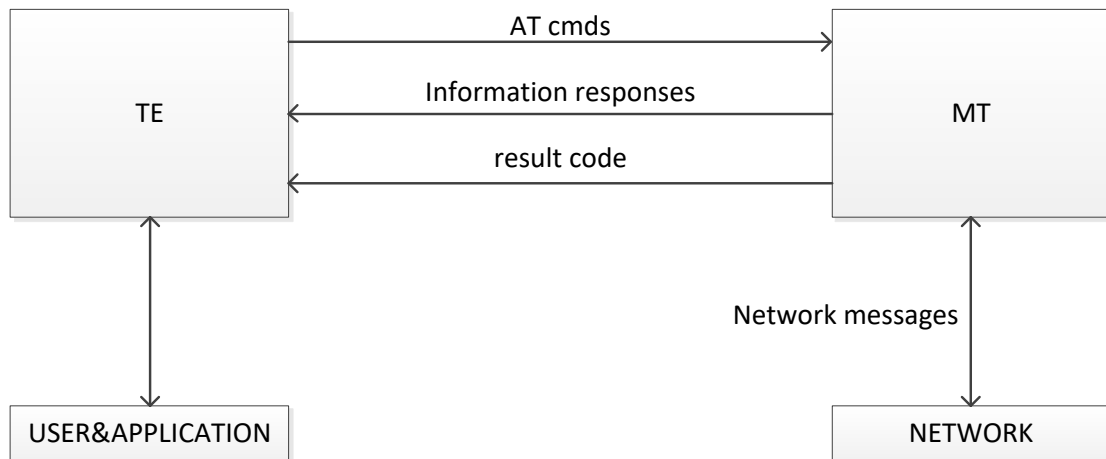 AT cmds
TE
Information responses
MT
result code
Network messages
USER&APPLICATION
NETWORK